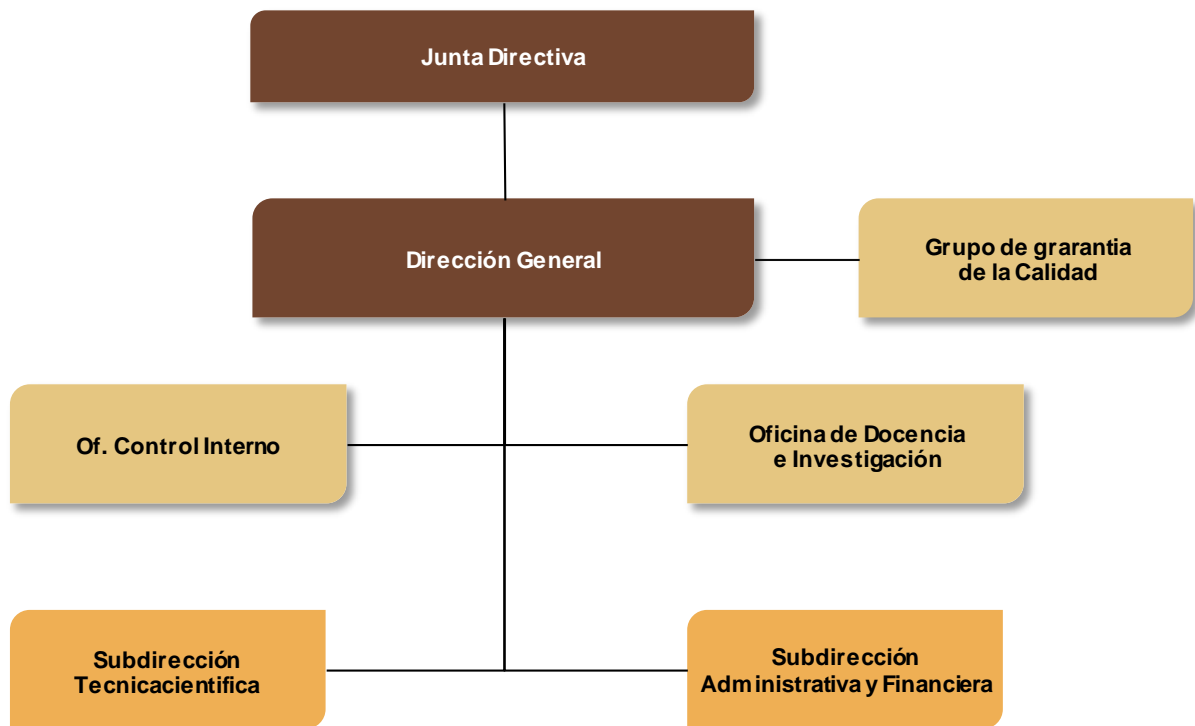 Junta Directiva
Dirección General
Grupo de grarantia
de la Calidad
Of. Control Interno
Oficina de Docencia
e Investigación
Subdirección
Tecnicacientifica
Subdirección
Administrativa y Financiera